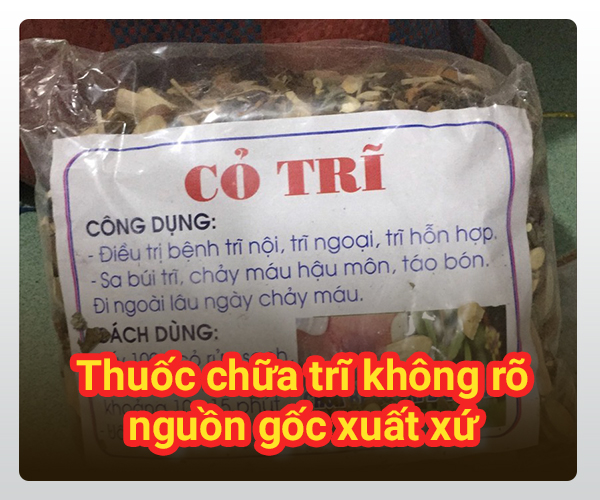 CỎ TRĨ
CÔNG DỤNG:
- Điều trị bệnh trĩ nội, trĩ ngoại, trĩ hỗn hợp.
- Sa búi trĩ, chảy máu hậu môn, táo bón.
Đi ngoài lâu ngày chảy máu.
CÁCH DÙNG:
Thuốc chữa trĩ không rõ
nguồn gốc xuất xứ